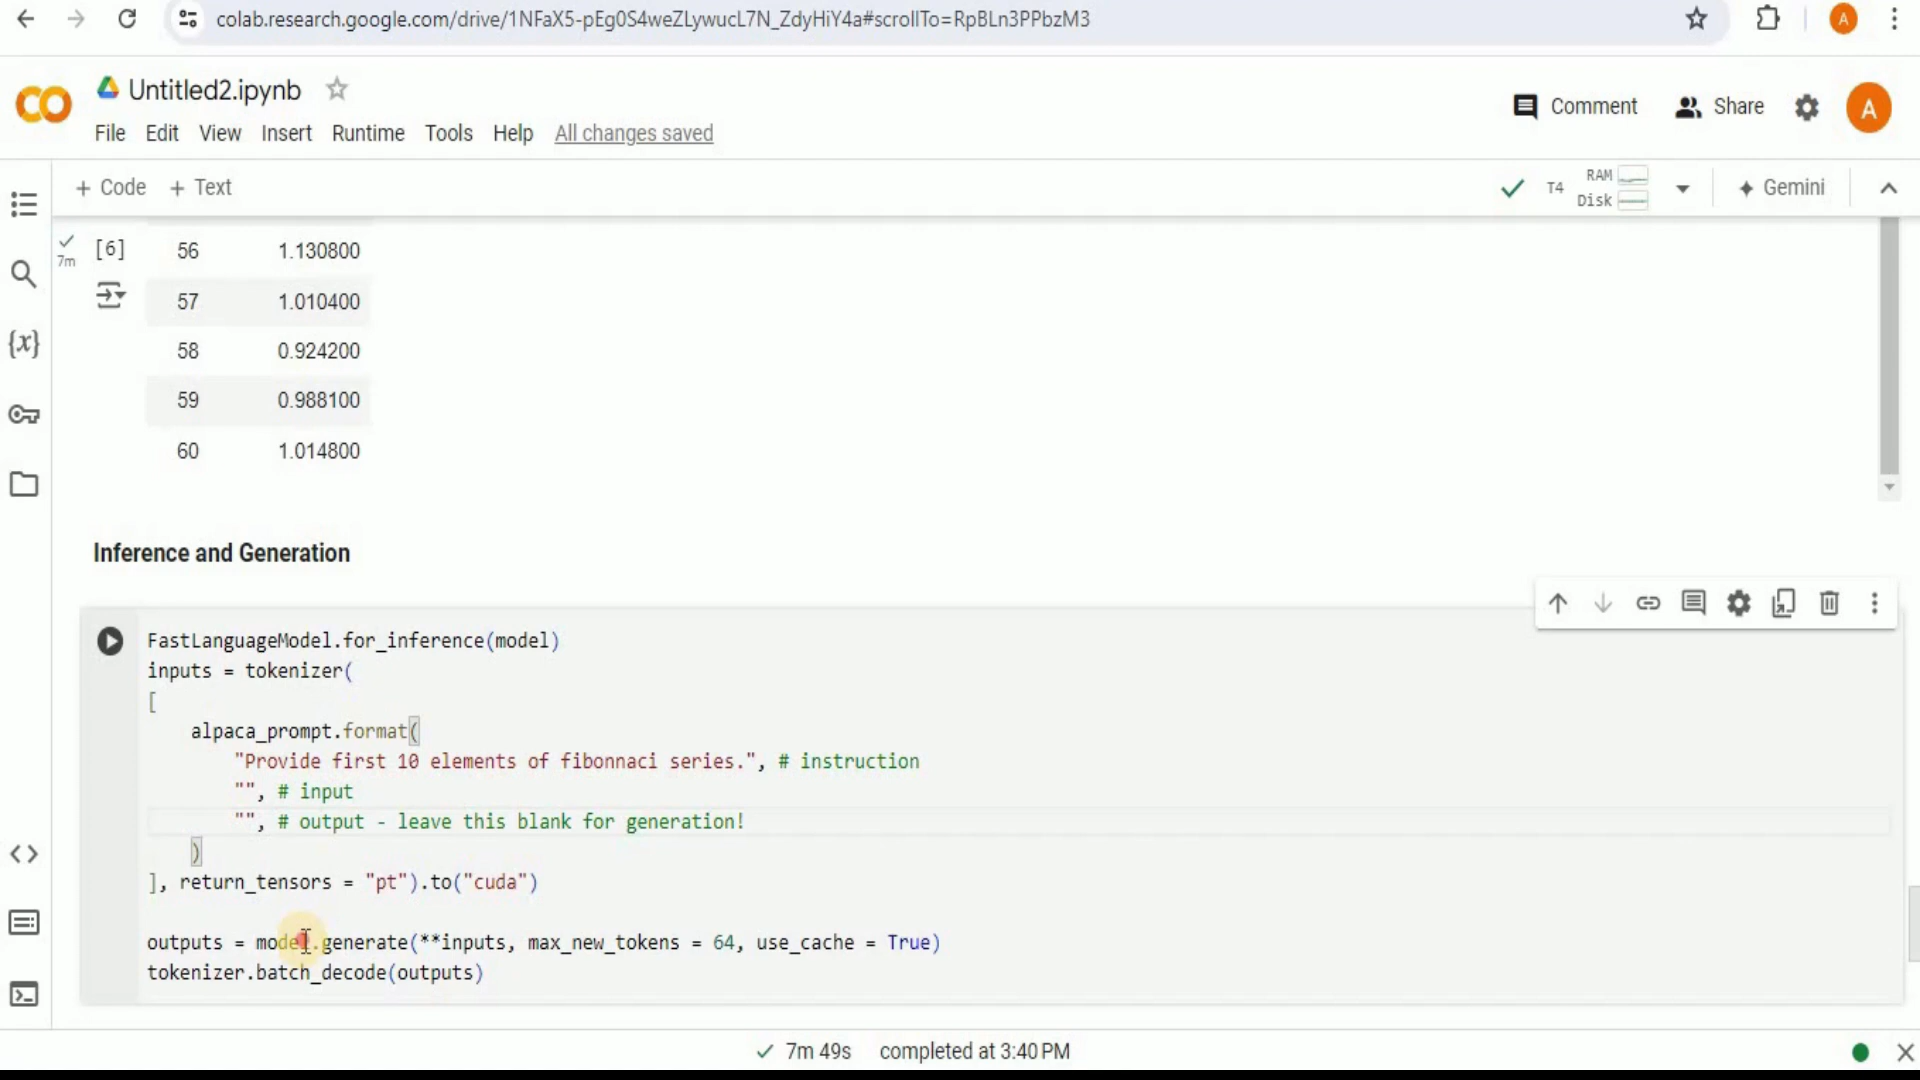 colab.research.google.com/drive/1NFaX5-pEg0S4weZLywucL7N_ZdyHiY4a#scrollTo=RpBLn3PPbzM3
A
CO
Untitled2.ipynb
Comment
Share
A
File Edit View Insert Runtime Tools Help All changes saved
+ Code + Text
T4
RAM
Disk
Gemini
7m
[6]
56 1.130800
57 1.010400
58 0.924200
59 0.988100
60 1.014800
{x}
Inference and Generation
FastLanguageModel.for_inference(model)
inputs = tokenizer(
[
alpaca_prompt.format(
"Provide first 10 elements of fibonnaci series.", # instruction
"", # input
"", # output - leave this blank for generation!
)
], return_tensors = "pt").to("cuda")
outputs = model.generate(**inputs, max_new_tokens = 64, use_cache = True)
tokenizer.batch_decode(outputs)
7m 49s completed at 3:40 PM